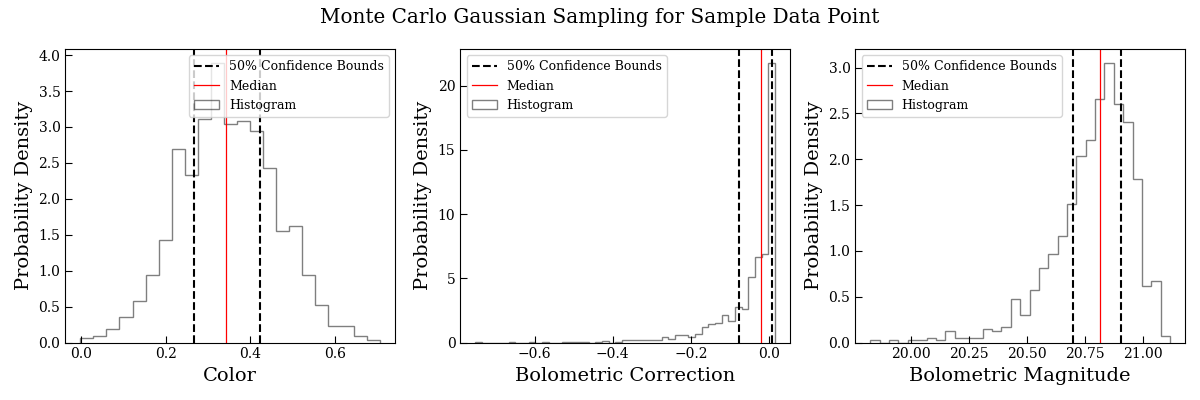 Monte Carlo Gaussian Sampling for Sample Data Point
Probability Density
4.0
3.5
3.0
2.5
2.0
1.5
1.0
0.5
0.0
50% Confidence Bounds
Median
Histogram
0.0 0.2 0.4 0.6
Color
Probability Density
20
15
10
5
0
50% Confidence Bounds
Median
Histogram
−0.6 −0.4 −0.2 0.0
Bolometric Correction
Probability Density
3.0
2.5
2.0
1.5
1.0
0.5
0.0
50% Confidence Bounds
Median
Histogram
20.00 20.25 20.50 20.75 21.00
Bolometric Magnitude